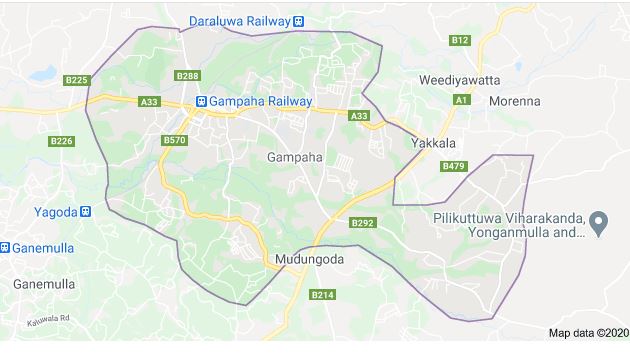 Daraluwa Railway
B12
B225
B288
Weediyawatta
A33
Gampaha Railway
A1
Morenna
A33
B226
B570
Yakkala
Gampaha
B479
Yagoda
B292
Pilikuttuwa Viharakanda,
Yonganmulla and...
Ganemulla
Mudungoda
Ganemulla
B214
Kaluwala Rd
Map data ©2020